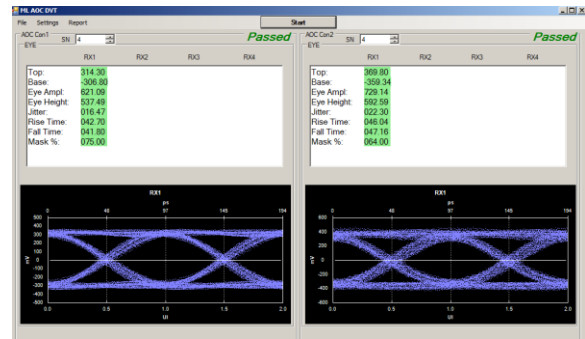 ML AOC DVT
File Settings Report Start
AOC Con1 SN 4 Passed
EYE
RX1 RX2 RX3 RX4
Top: 314.30
Base: -306.80
Eye Ampl: 621.09
Eye Height: 537.49
Jitter: 016.47
Rise Time: 042.70
Fall Time: 041.80
Mask %: 075.00
RX1
ps
0 48 97 145 194
500
400
300
200
100
0
-100
-200
-300
-400
-500
mV
0.0 0.5 1.0 1.5 2.0
UI
AOC Con2 SN 4 Passed
EYE
RX1 RX2 RX3 RX4
Top: 369.80
Base: -359.34
Eye Ampl: 729.14
Eye Height: 592.59
Jitter: 022.30
Rise Time: 046.04
Fall Time: 047.16
Mask %: 064.00
RX1
ps
0 48 97 145 194
600
400
200
0
-200
-400
-600
mV
0.0 0.5 1.0 1.5 2.0
UI